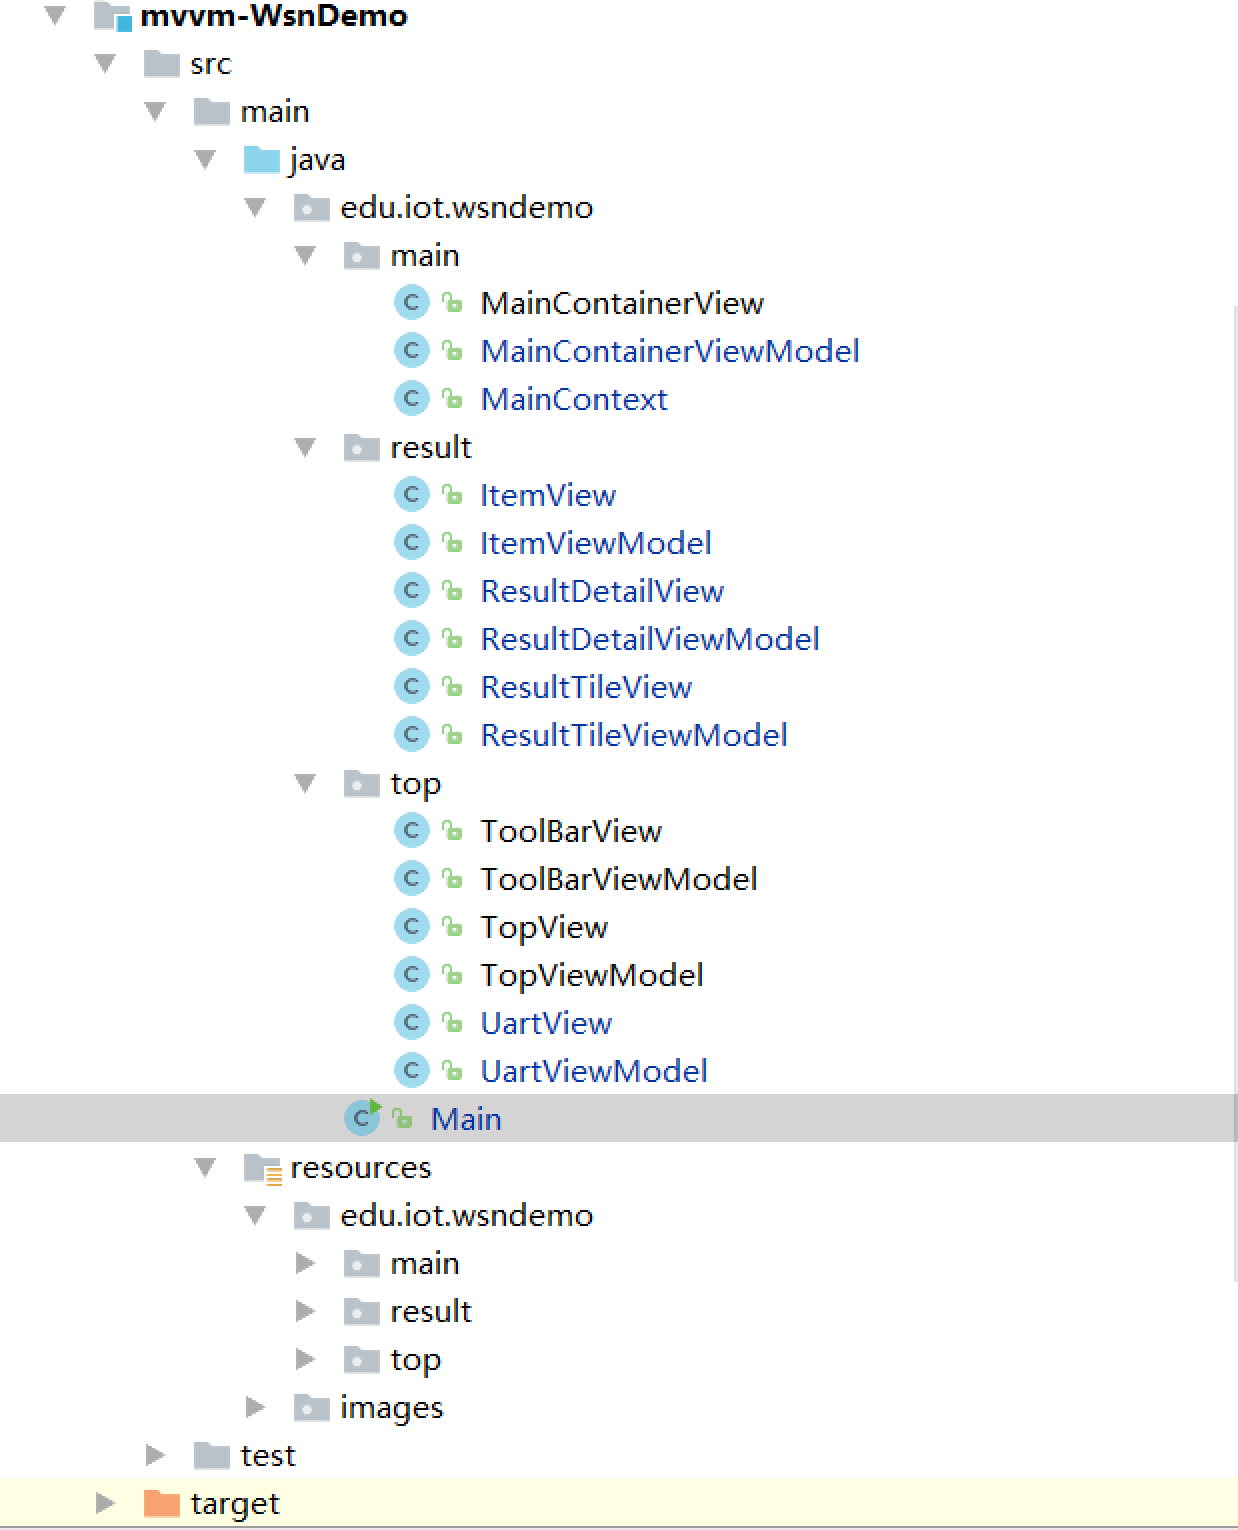 mvvm-WsnDemo
src
main
java
edu.iot.wsndemo
main
C MainContainerView
C MainContainerViewModel
C MainContext
result
C ItemView
C ItemViewModel
C ResultDetailView
C ResultDetailViewModel
C ResultTileView
C ResultTileViewModel
top
C ToolBarView
C ToolBarViewModel
C TopView
C TopViewModel
C UartView
C UartViewModel
C Main
resources
edu.iot.wsndemo
main
result
top
images
test
target